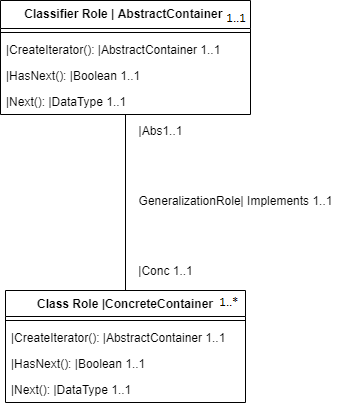 Classifier Role | AbstractContainer 1..1
|CreateIterator(): |AbstractContainer 1..1
|HasNext(): |Boolean 1..1
|Next(): |DataType 1..1
|Abs1..1
GeneralizationRole| Implements 1..1
|Conc 1..1
Class Role |ConcreteContainer 1..*
|CreateIterator(): |AbstractContainer 1..1
|HasNext(): |Boolean 1..1
|Next(): |DataType 1..1